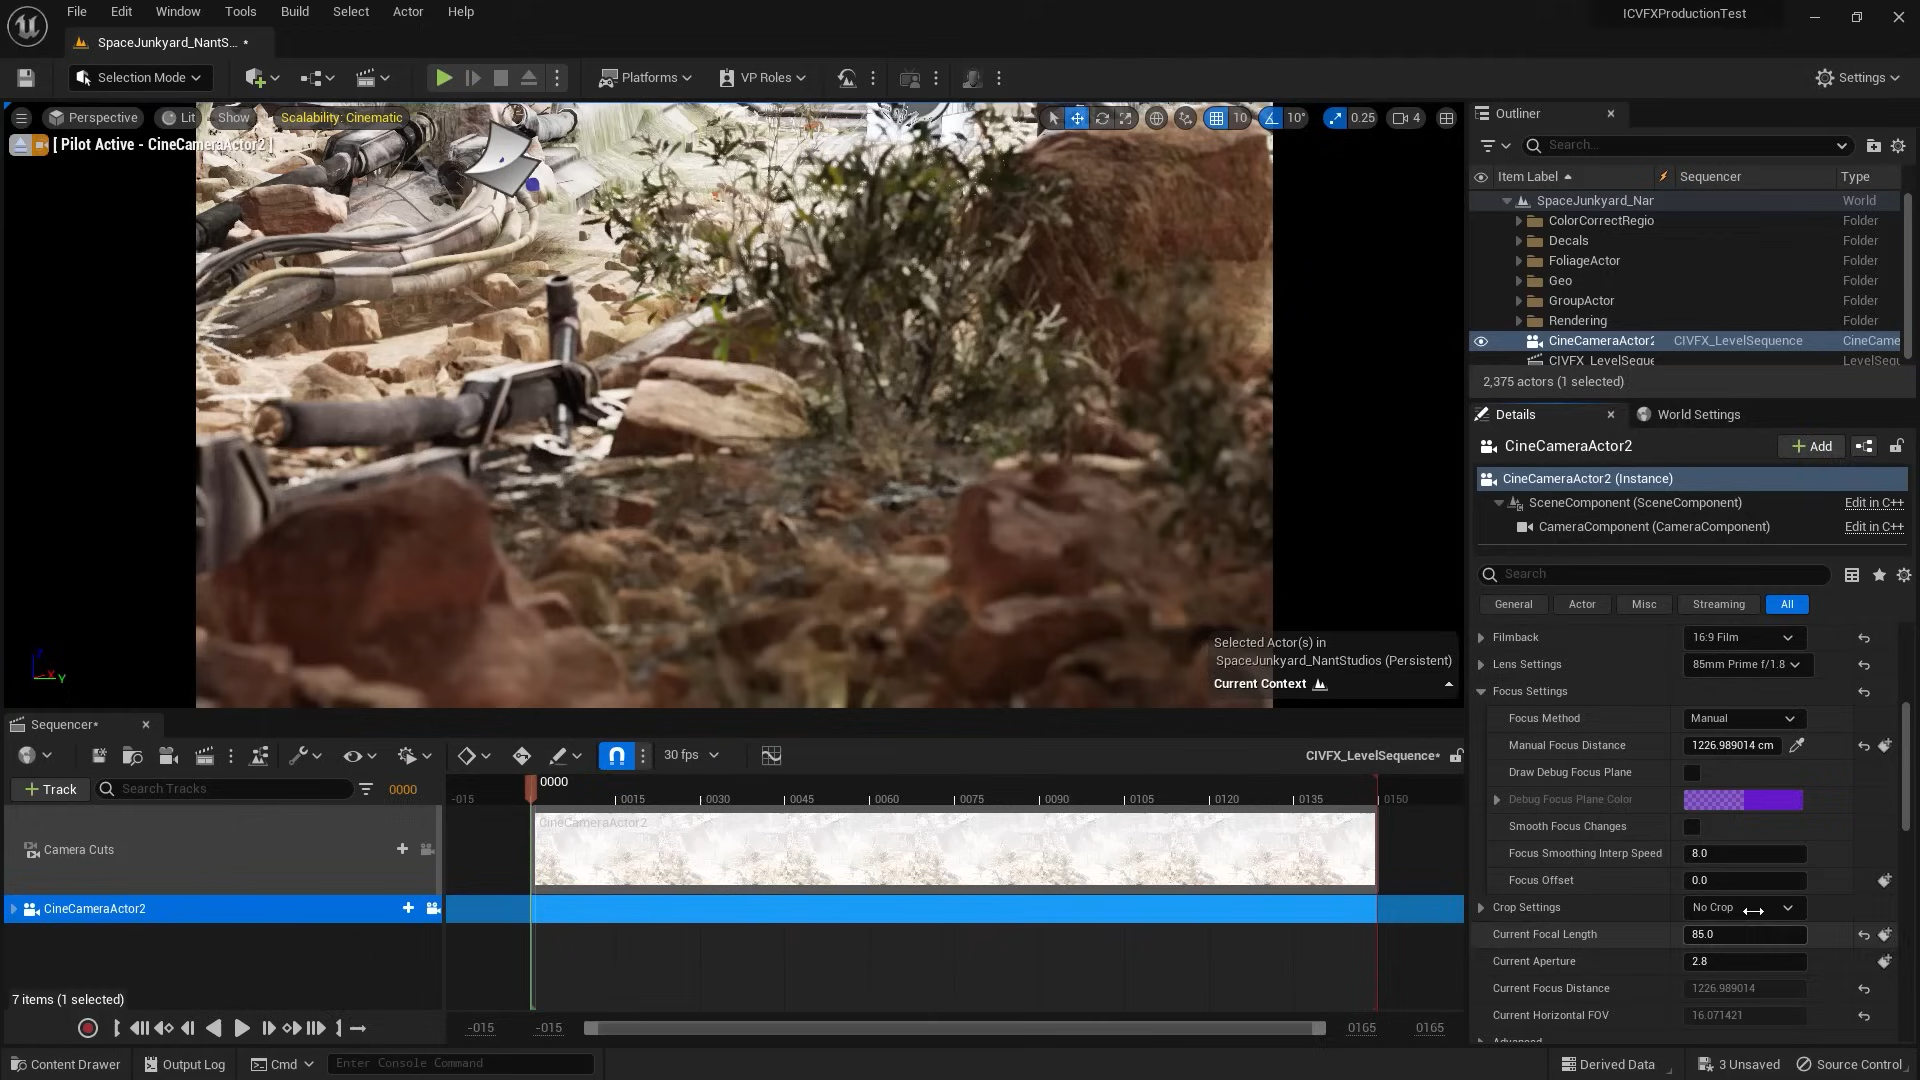 File Edit Window Tools Build Select Actor Help
ICVFXProductionTest
SpaceJunkyard_NantS... •
Selection Mode
Platforms
VP Roles
Settings
Perspective
Lit
Show
Scalability: Cinematic
10
10°
0.25
4
[ Pilot Active - CineCameraActor2 ]
Selected Actor(s) in
SpaceJunkyard_NantStudios (Persistent)
Current Context
Outliner
Search...
Item Label
Sequencer
Type
SpaceJunkyard_Nar
World
ColorCorrectRegio
Folder
Decals
Folder
FoliageActor
Folder
Geo
Folder
GroupActor
Folder
Rendering
Folder
CineCameraActor2
CIVFX_LevelSequence
CineCame
CIVFX_LevelSeque
LevelSequ
2,375 actors (1 selected)
Details
World Settings
CineCameraActor2
Add
CineCameraActor2 (Instance)
SceneComponent (SceneComponent)
Edit in C++
CameraComponent (CameraComponent)
Edit in C++
Search
General
Actor
Misc
Streaming
All
Filmback
16:9 Film
Lens Settings
85mm Prime f/1.8
Focus Settings
Focus Method
Manual
Manual Focus Distance
1226.989014 cm
Draw Debug Focus Plane
Debug Focus Plane Color
Smooth Focus Changes
Focus Smoothing Interp Speed
8.0
Focus Offset
0.0
Crop Settings
No Crop
Current Focal Length
85.0
Current Aperture
2.8
Current Focus Distance
1226.989014
Current Horizontal FOV
16.071421
Advanced
Sequencer*
30 fps
CIVFX_LevelSequence*
Track
Search Tracks
0000
0000
-015
0015
0030
0045
0060
0075
0090
0105
0120
0135
0150
Camera Cuts
CineCameraActor2
CineCameraActor2
7 items (1 selected)
-015
-015
0165
0165
Content Drawer
Output Log
Cmd
Enter Console Command
Derived Data
3 Unsaved
Source Control